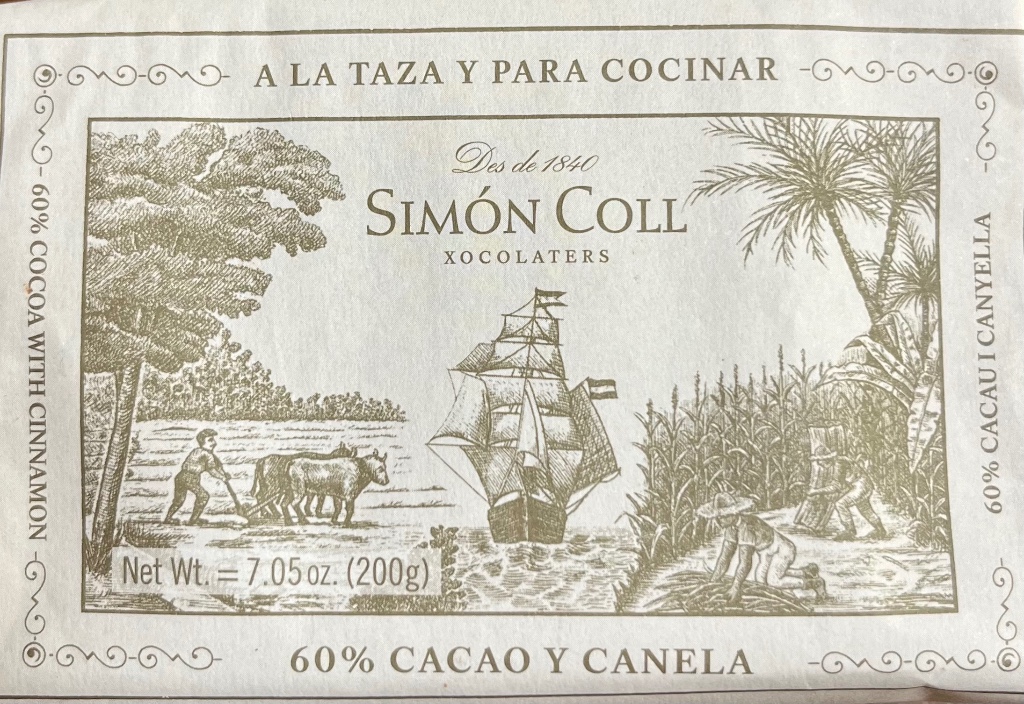 A LA TAZA Y PARA COCINAR
Des de 1840
SIMÓN COLL
XOCOLATERS
60% COCOA WITH CINNAMON
60% CACAU I CANYELLA
Net Wt. = 7.05 oz. (200g)
60% CACAO Y CANELA